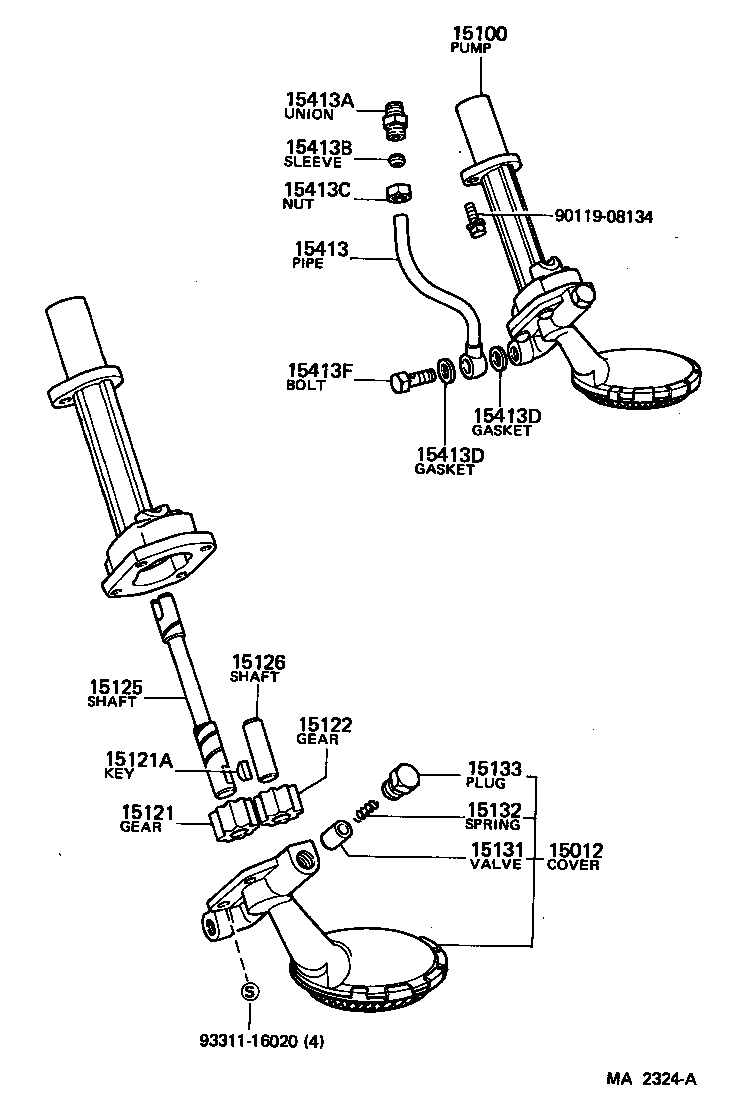 15100
PUMP
15413A
UNION
15413B
SLEEVE
15413C
NUT
90119-08134
15413
PIPE
15413F
BOLT
15413D
GASKET
15413D
GASKET
15126
SHAFT
15125
SHAFT
15122
GEAR
15121A
KEY
15133
PLUG
15121
GEAR
15132
SPRING
15131
VALVE
15012
COVER
S
93311-16020 (4)
MA 2324-A